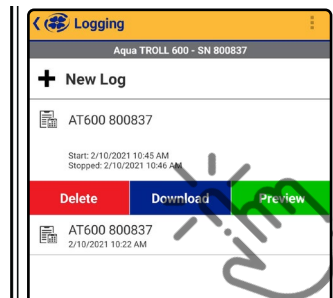 Logging
Aqua TROLL 600 - SN 800837
New Log
AT600 800837
Start: 2/10/2021 10:45 AM
Stopped: 2/10/2021 10:46 AM
Delete Download Preview
AT600 800837
2/10/2021 10:22 AM